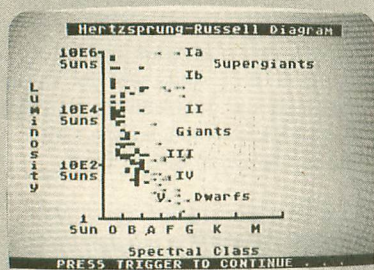 Hertzsprung-Russell Diagram
10E6 Ia
Suns Supergiants
Ib
Luminosity
10E4 II
Suns
Giants
10E2 III
Suns IV
V Dwarfs
1
Sun O B A F G K M
Spectral Class
PRESS TRIGGER TO CONTINUE . . .